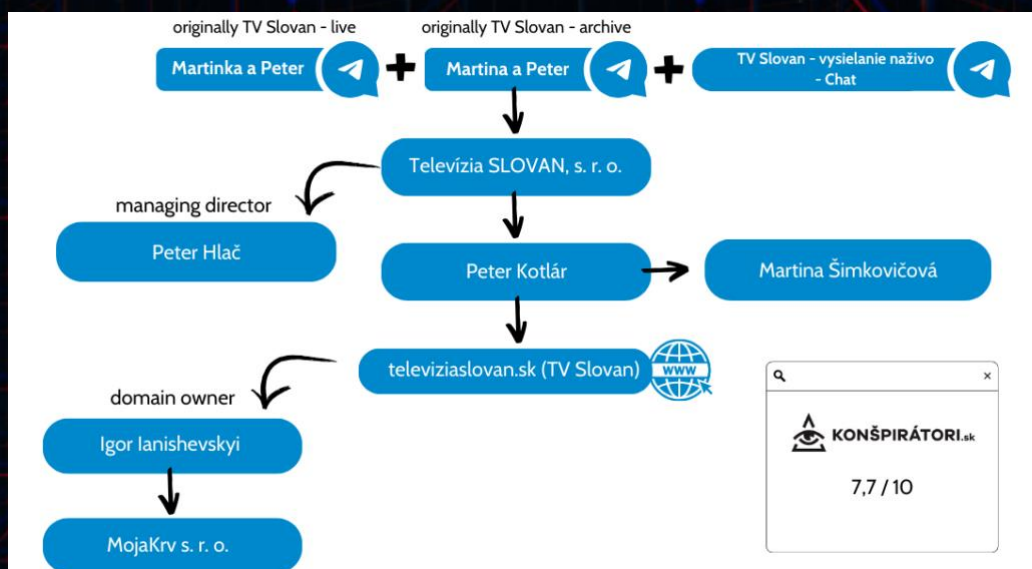 originally TV Slovan - live
originally TV Slovan - archive
Martinka a Peter
Martina a Peter
TV Slovan - vysielanie naživo
- Chat
Televízia SLOVAN, s. r. o.
managing director
Peter Hlač
Peter Kotlár
Martina Šimkovičová
televiziaslovan.sk (TV Slovan)
WWW
domain owner
Igor Ianishevskyi
MojaKrv s. r. o.
KONŠPIRÁTORI.sk
7,7 / 10